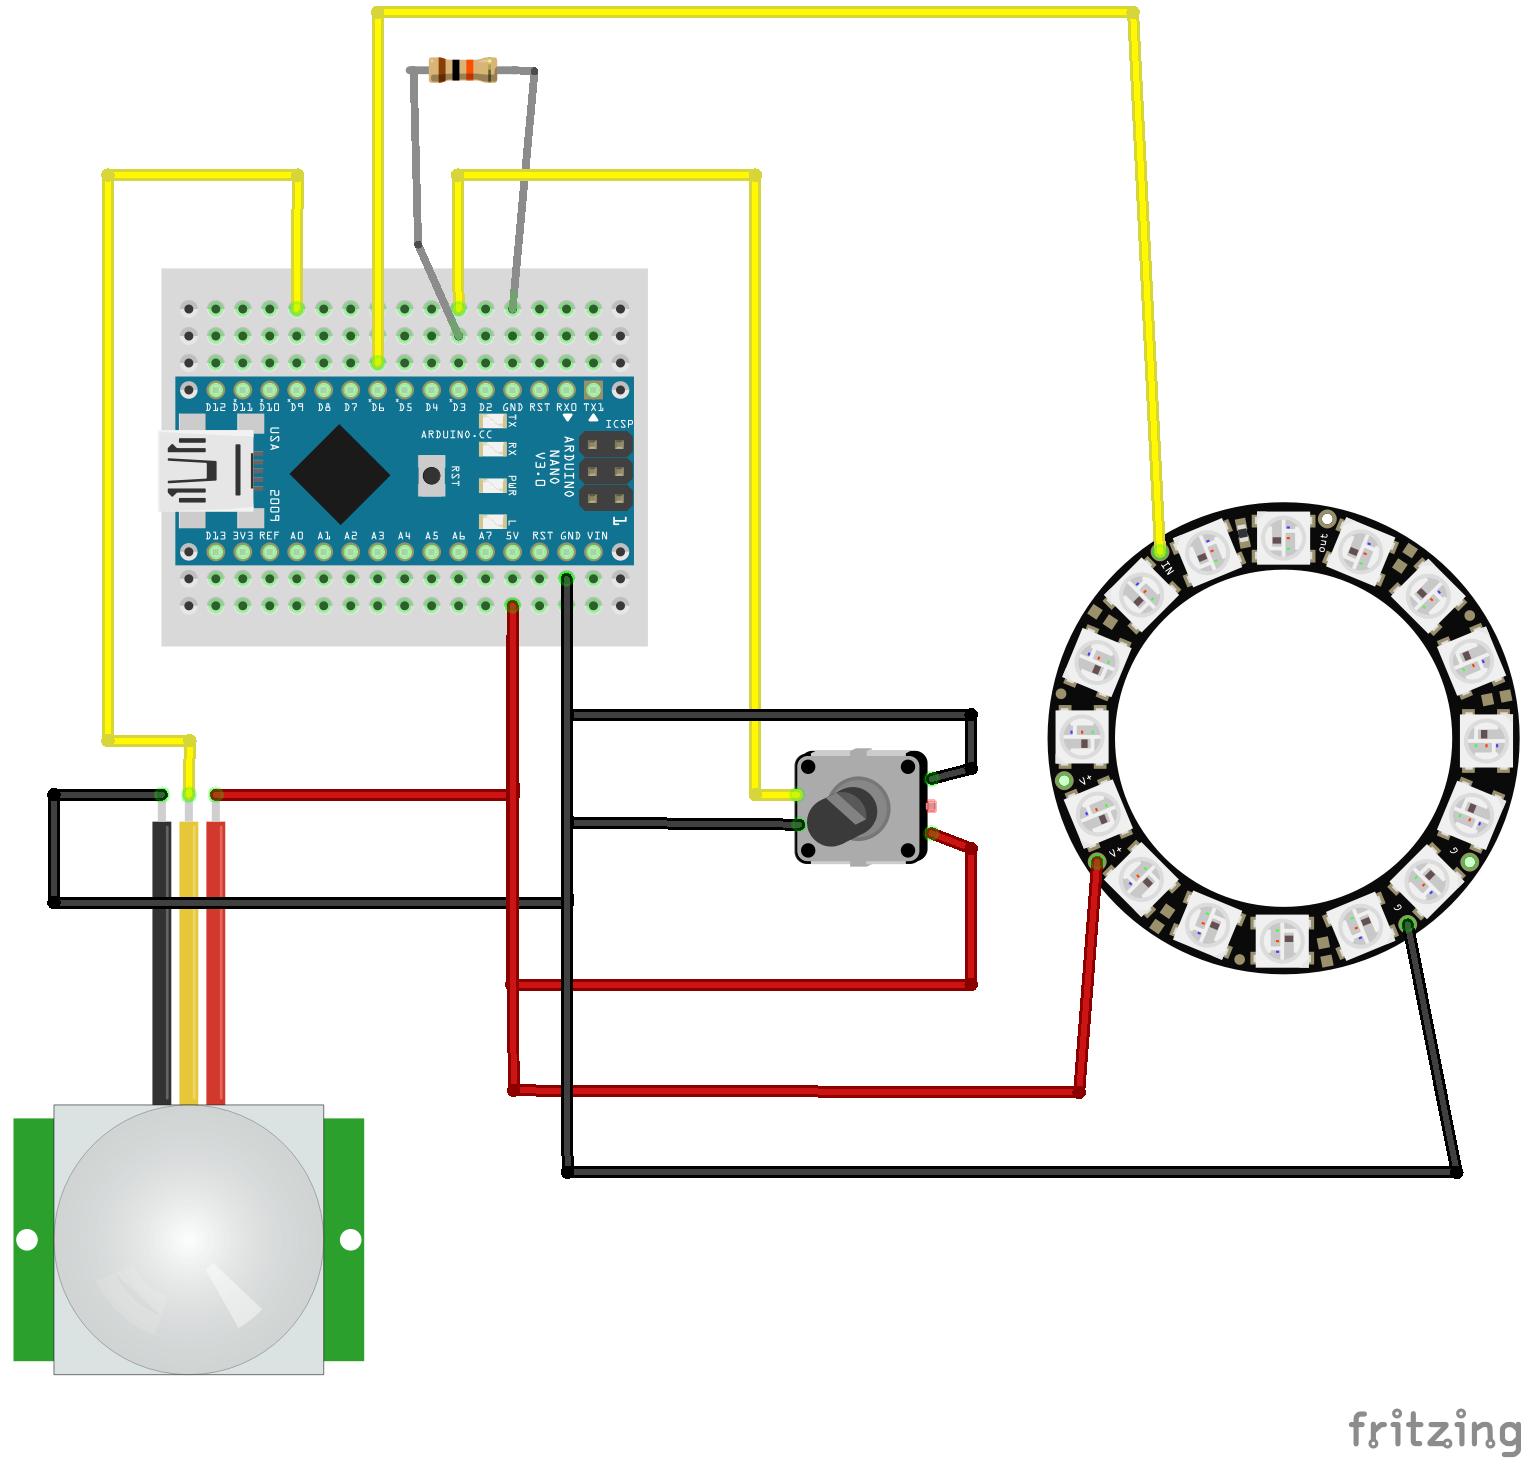 D12 D11 D10 D9 D8 D7 D6 D5 D4 D3 D2 GND RST RX0 TX1
TX
ICSP
USA
ARDUINO.CC
RX
ARDUINO
NANO
V3.0
RST
PWR
2009
L
1
D13 3V3 REF A0 A1 A2 A3 A4 A5 A6 A7 5V RST GND VIN
IN
out
V+
V+
G
G
fritzing